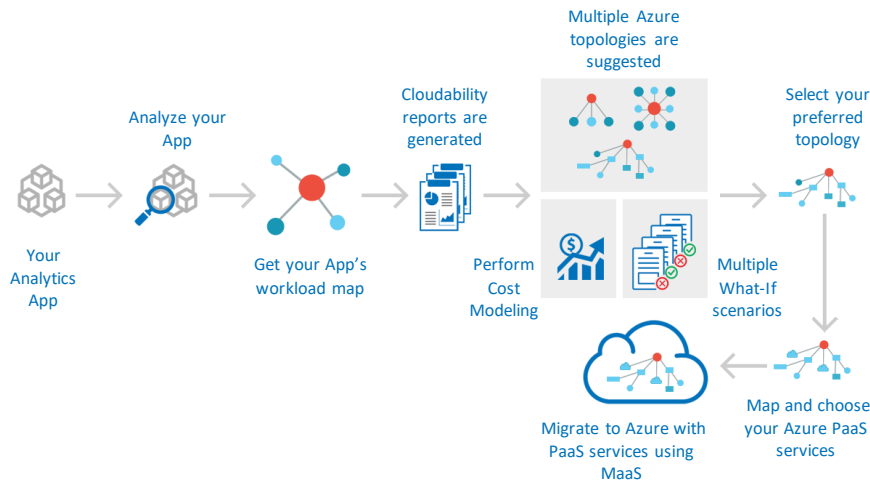 Your
Analytics
App
Analyze your
App
Get your App's
workload map
Cloudability
reports are
generated
Multiple Azure
topologies are
suggested
Perform
Cost
Modeling
Multiple
What-If
scenarios
Select your
preferred
topology
Map and choose
your Azure PaaS
services
Migrate to Azure with
PaaS services using
MaaS